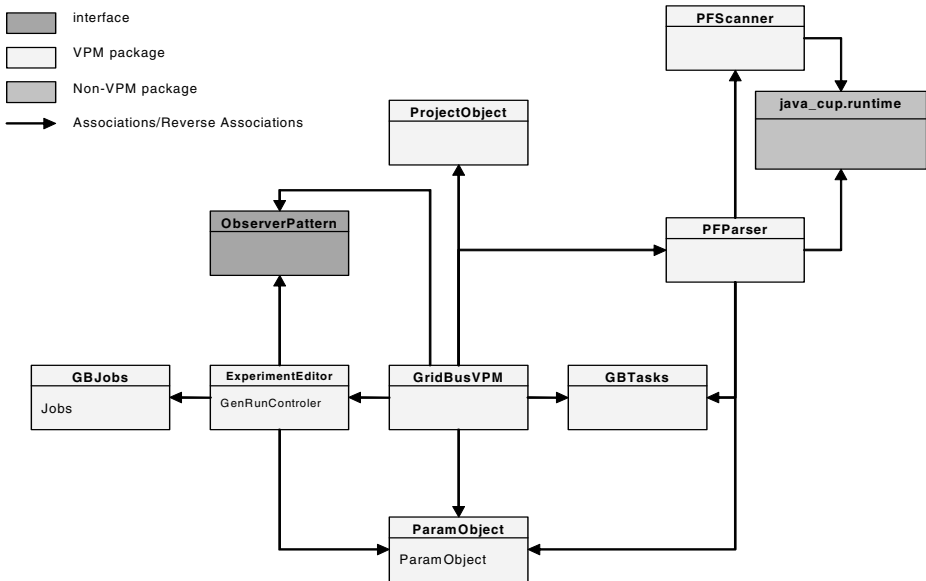 interface
VPM package
Non-VPM package
Associations/Reverse Associations
PFScanner
java_cup.runtime
ProjectObject
ObserverPattern
PFParser
GBJobs
Jobs
ExperimentEditor
GenRunControler
GridBusVPM
GBTasks
ParamObject
ParamObject